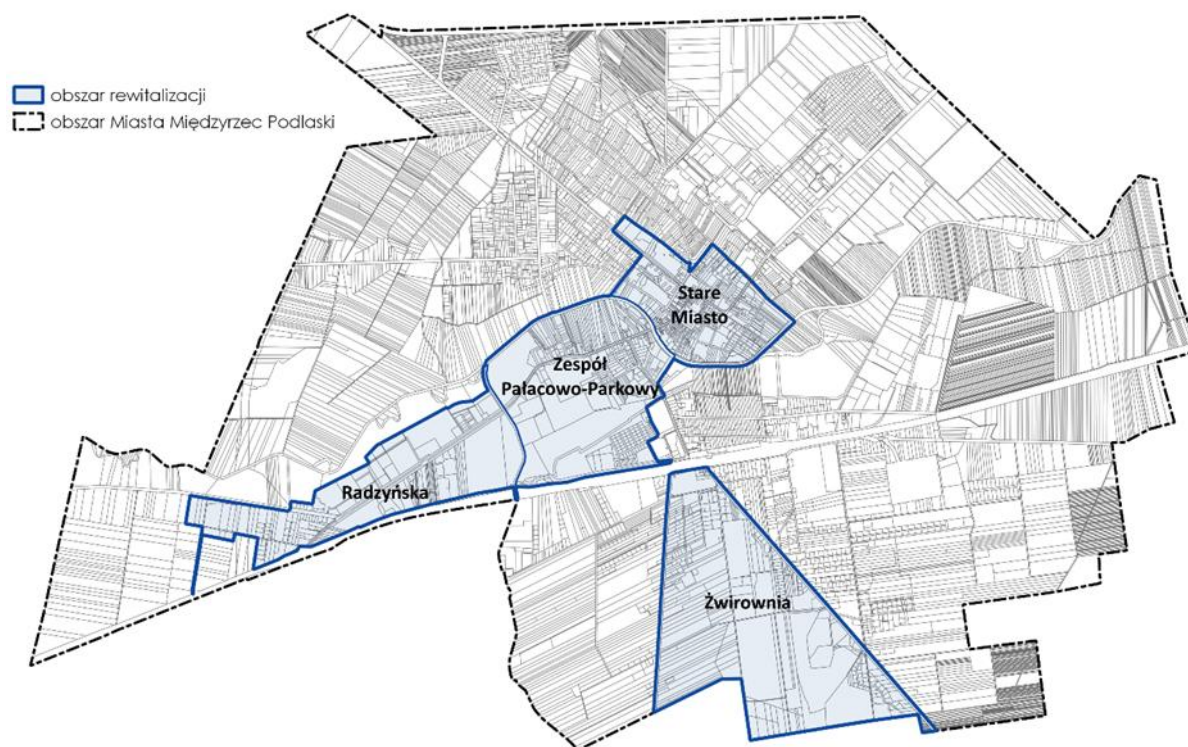 obszar rewitalizacji
obszar Miasta Międzyrzec Podlaski
Stare
Miasto
Zespół
Pałacowo-Parkowy
Radzyńska
Żwirownia